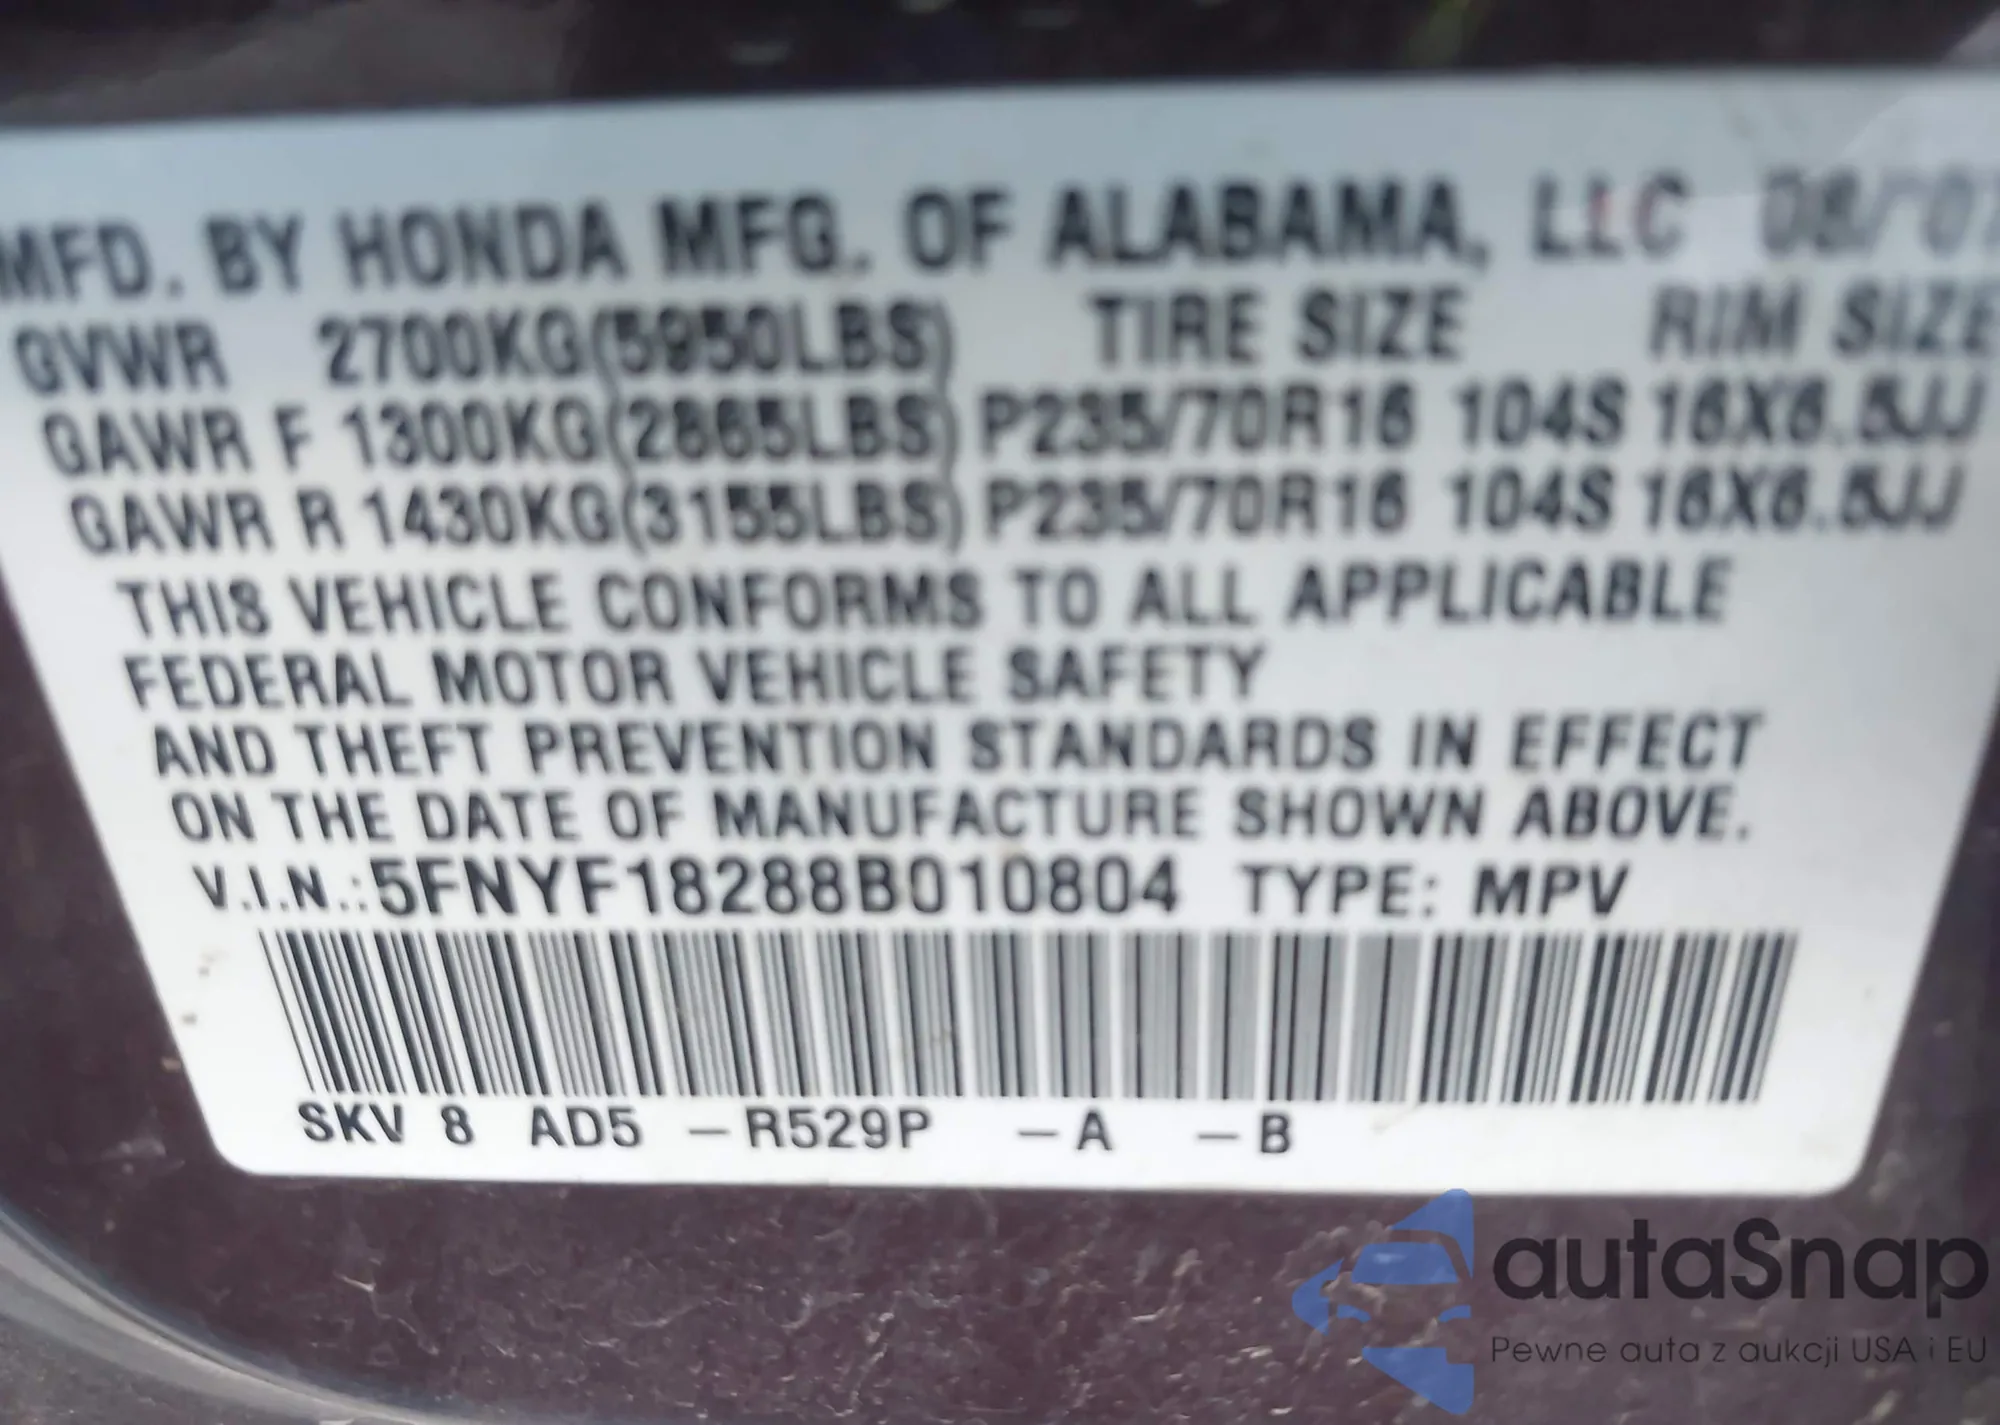 MFD. BY HONDA MFG. OF ALABAMA, LLC 08/07
GVWR 2700KG(5950LBS) TIRE SIZE RIM SIZE
GAWR F 1300KG(2865LBS) P235/70R16 104S 16X6.5JJ
GAWR R 1430KG(3155LBS) P235/70R16 104S 16X6.5JJ
THIS VEHICLE CONFORMS TO ALL APPLICABLE
FEDERAL MOTOR VEHICLE SAFETY
AND THEFT PREVENTION STANDARDS IN EFFECT
ON THE DATE OF MANUFACTURE SHOWN ABOVE.
V.I.N.: 5FNYF18288B010804 TYPE: MPV
SKV 8 AD5 -R529P -A -B
autaSnap
Pewne auta z aukcji USA i EU